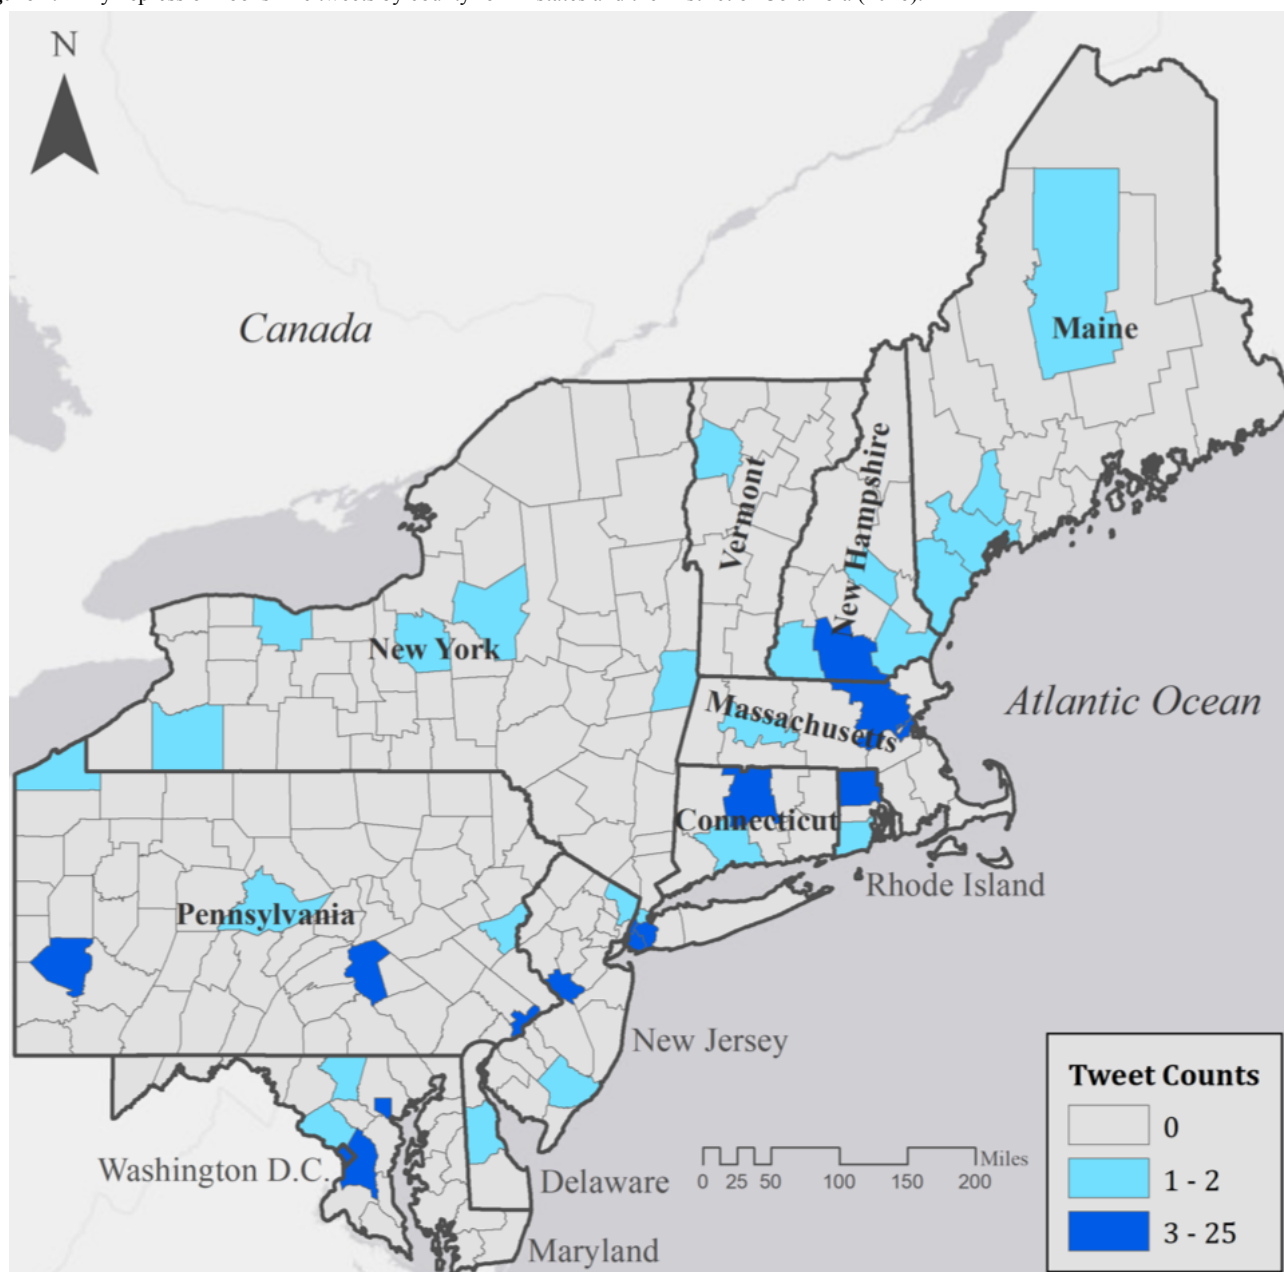 N
Canada
Maine
Vermont
New Hampshire
New York
Massachusetts
Atlantic Ocean
Connecticut
Rhode Island
Pennsylvania
New Jersey
Washington D.C.
Delaware
Maryland
Miles
0 25 50 100 150 200
Tweet Counts
0
1 - 2
3 - 25